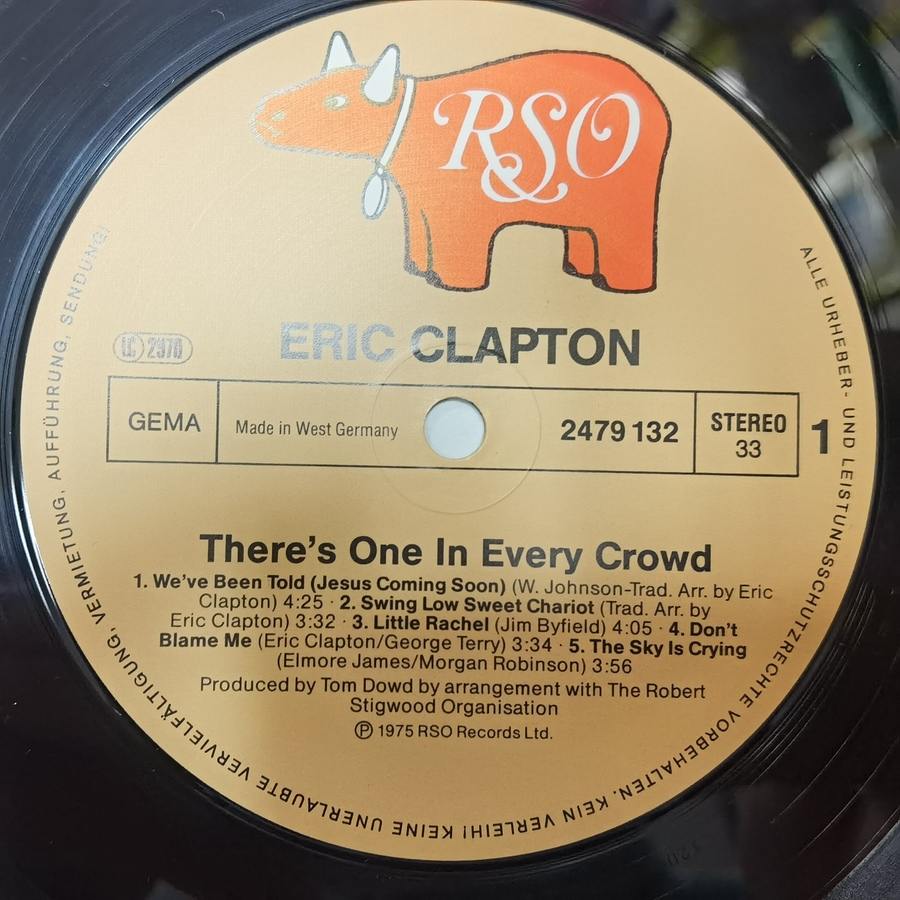 RSO
ERIC CLAPTON
LC 2970
GEMA
Made in West Germany
2479 132
STEREO
33
1
There's One In Every Crowd
1. We've Been Told (Jesus Coming Soon) (W. Johnson-Trad. Arr. by Eric
Clapton) 4:25 · 2. Swing Low Sweet Chariot (Trad. Arr. by
Eric Clapton) 3:32 · 3. Little Rachel (Jim Byfield) 4:05 · 4. Don't
Blame Me (Eric Clapton/George Terry) 3:34 · 5. The Sky Is Crying
(Elmore James/Morgan Robinson) 3:56
Produced by Tom Dowd by arrangement with The Robert
Stigwood Organisation
Ⓟ 1975 RSO Records Ltd.
ALLE URHEBER- UND LEISTUNGSSCHUTZRECHTE VORBEHALTEN. KEIN VERLEIH! KEINE UNERLAUBTE VERVIELFÄLTIGUNG, VERMIETUNG, AUFFÜHRUNG, SENDUNG!